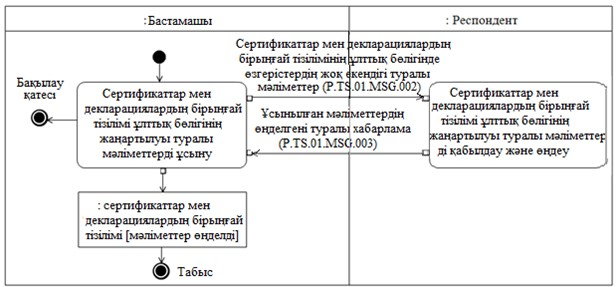 :Бастамашы
: Респондент
Сертификаттар мен декларациялардың
бірыңғай тізілімінің ұлттық бөлігінде
өзгерістердің жоқ екендігі туралы
мәліметтер (P.TS.01.MSG.002)
Бақылау
қатесі
Сертификаттар мен
декларациялардың бірыңғай
тізілімі ұлттық бөлігінің
жаңартылуы туралы
мәліметтерді ұсыну
Ұсынылған мәліметтердің
өңделгені туралы хабарлама
(P.TS.01.MSG.003)
Сертификаттар мен
декларациялардың бірыңғай
тізілімі ұлттық бөлігінің
жаңартылуы туралы мәліметтер
ді қабылдау және өңдеу
: сертификаттар мен
декларациялардың бірыңғай
тізілімі [мәліметтер өңделді]
Табыс